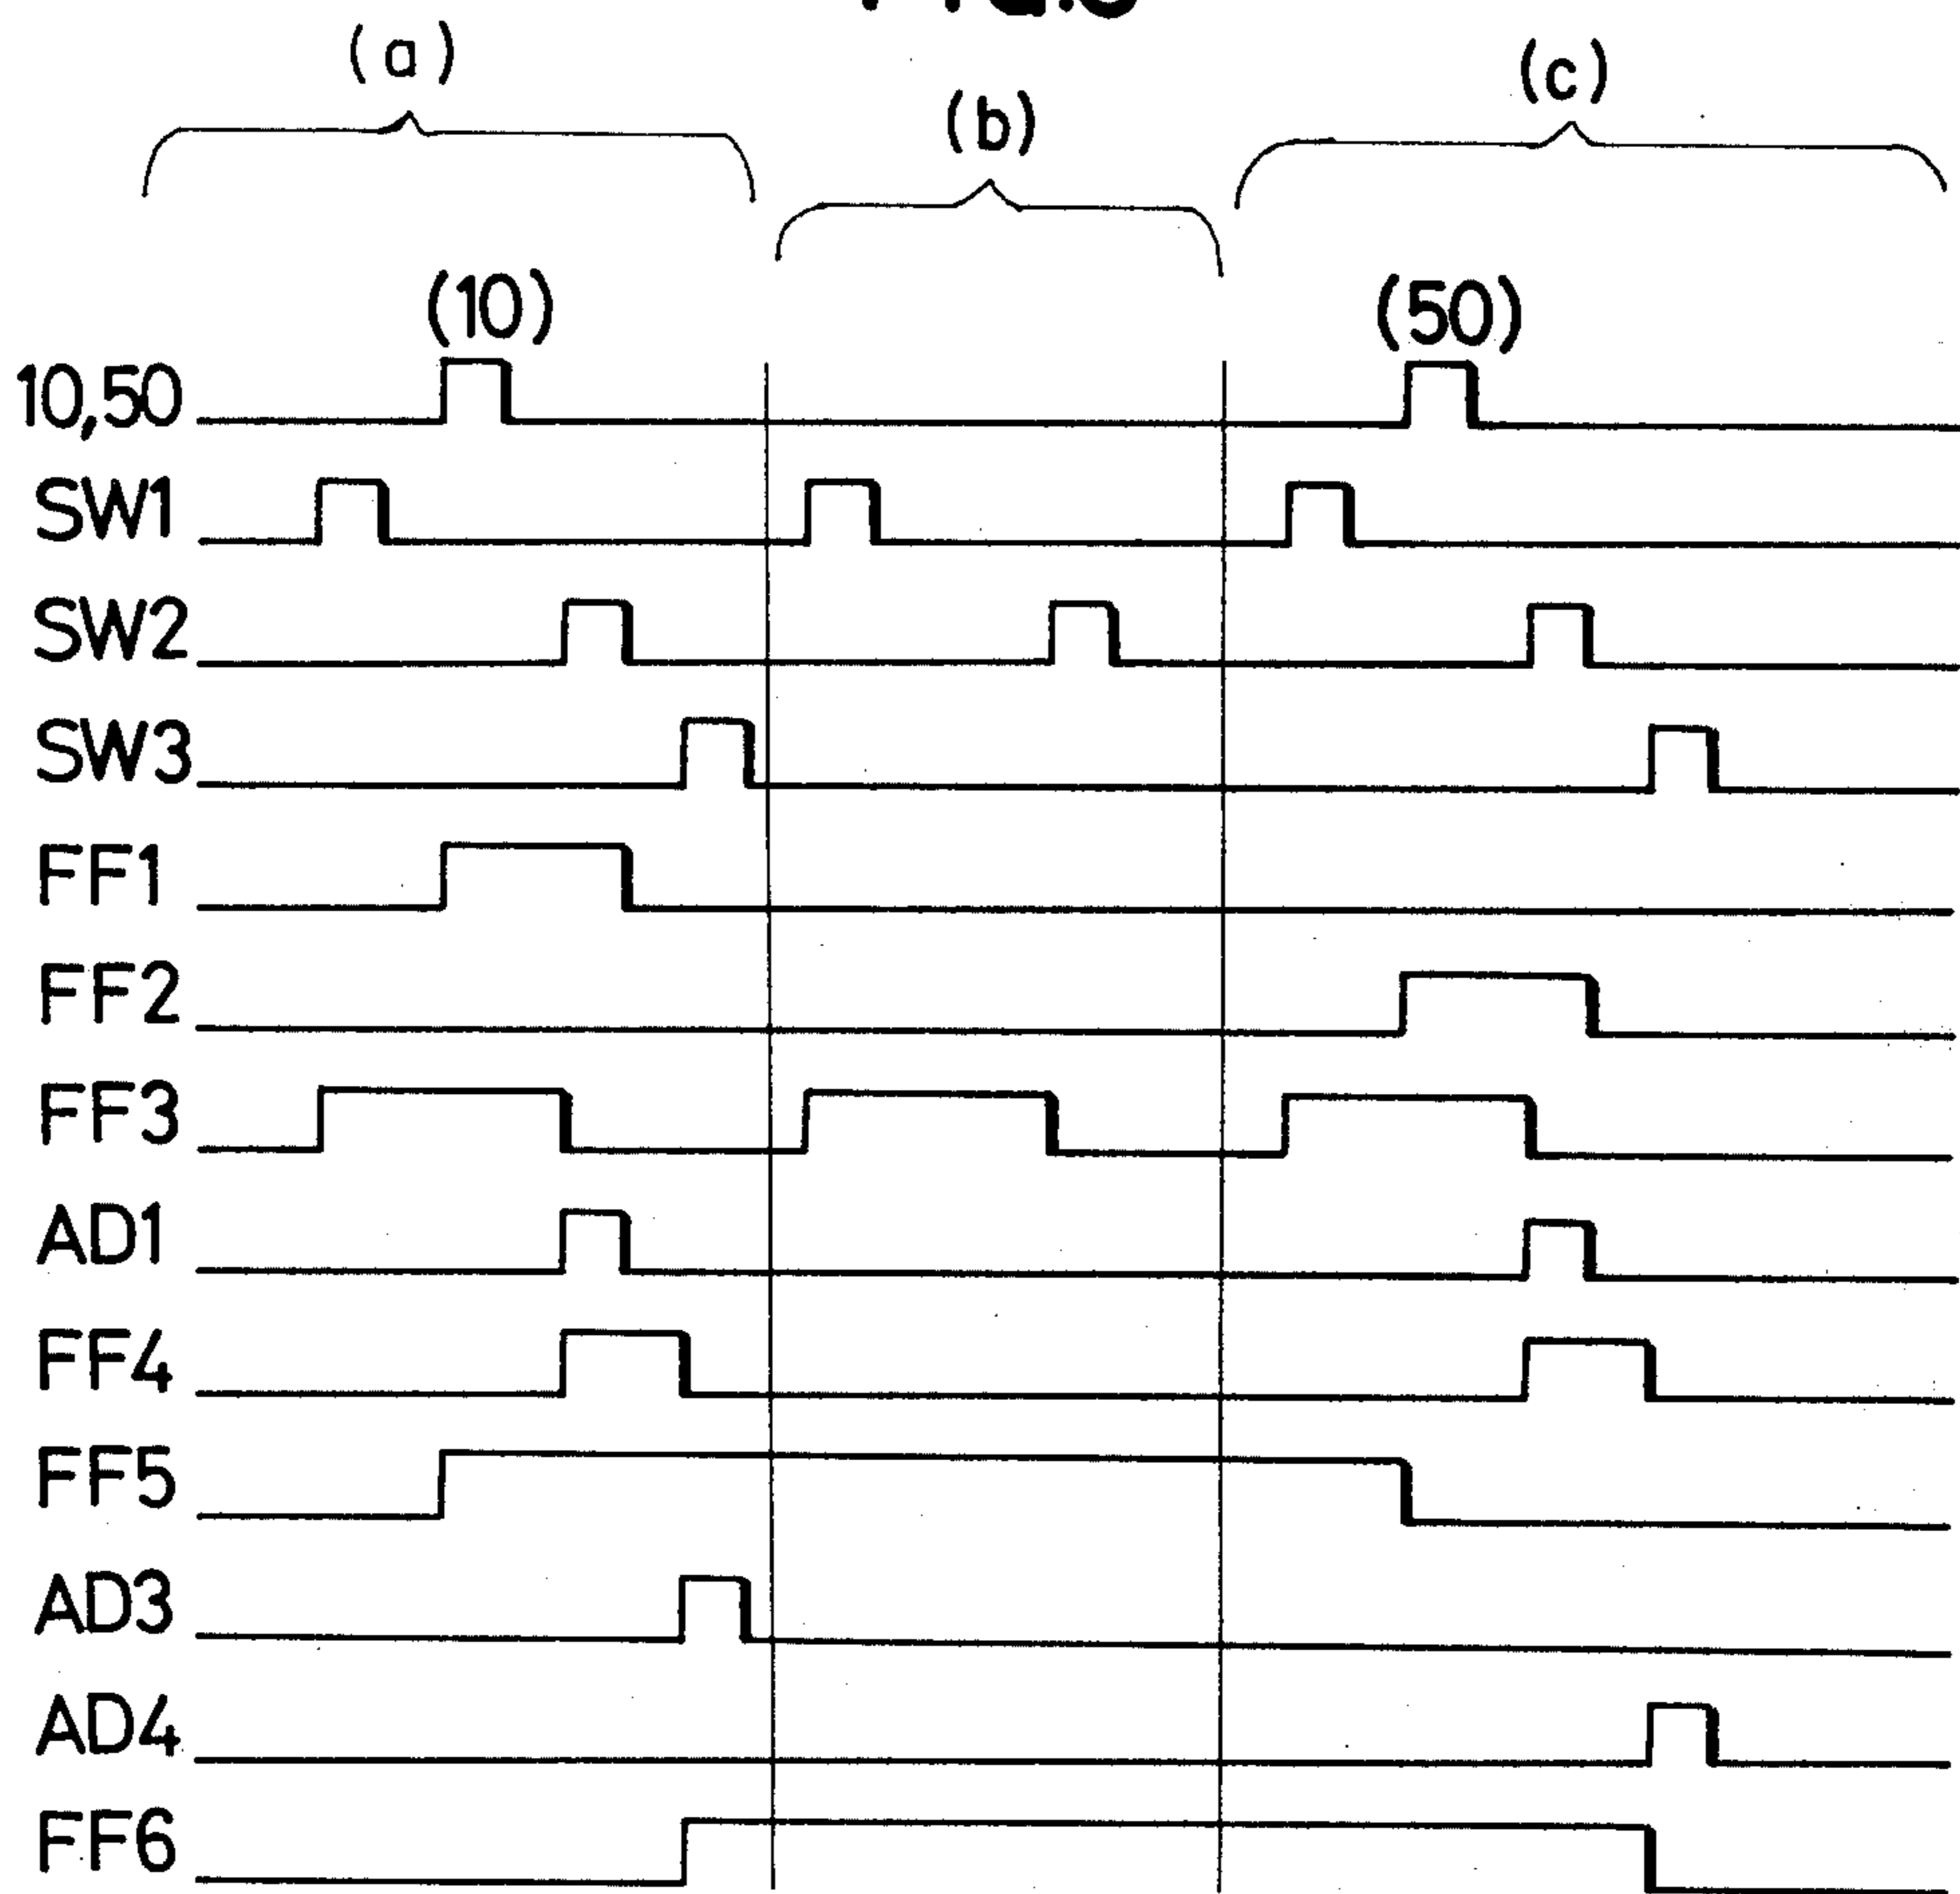 (a)
(b)
(c)
(10)
(50)
10,50
SW1
SW2
SW3
FF1
FF2
FF3
AD1
FF4
FF5
AD3
AD4
FF6